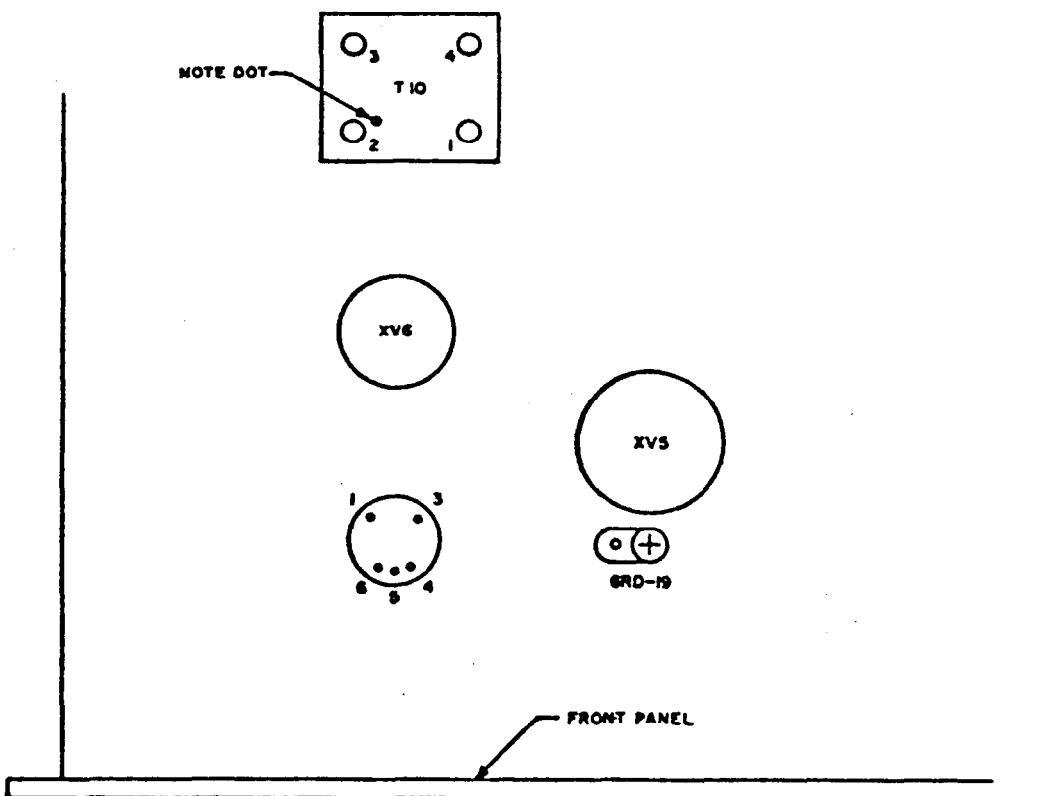 3 4
NOTE DOT
T10
2 1
XV6
XV5
1 3
6 5 4
GRD-19
FRONT PANEL